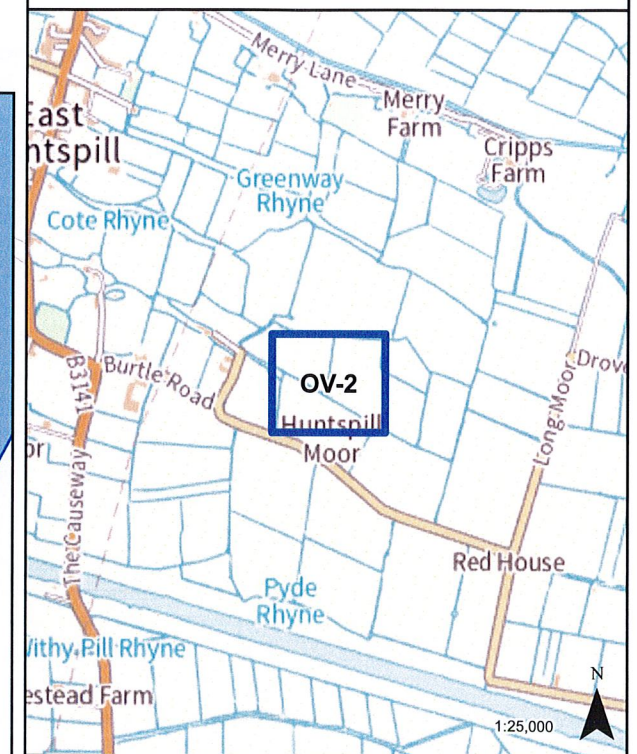 Merry Lane
Merry
Farm
East
ntspill
Cripps
Farm
Greenway
Rhyne
Cote Rhyne
Long Moor Drove
B3141
Burtle Road
OV-2
Huntspill
Moor
or
The Causeway
Red House
Pyde
Rhyne
Withy Pill Rhyne
estead Farm
N
1:25,000